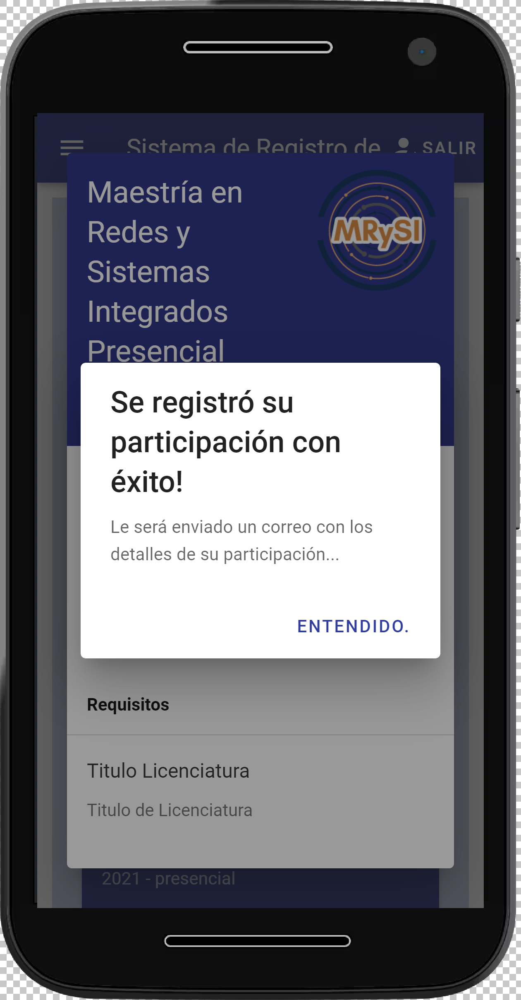 Sistema de Registro de
SALIR
Maestría en
Redes y
Sistemas
Integrados
Presencial
MRySI
Se registró su
participación con
éxito!
Le será enviado un correo con los
detalles de su participación...
ENTENDIDO.
Requisitos
Titulo Licenciatura
Titulo de Licenciatura
2021 - presencial